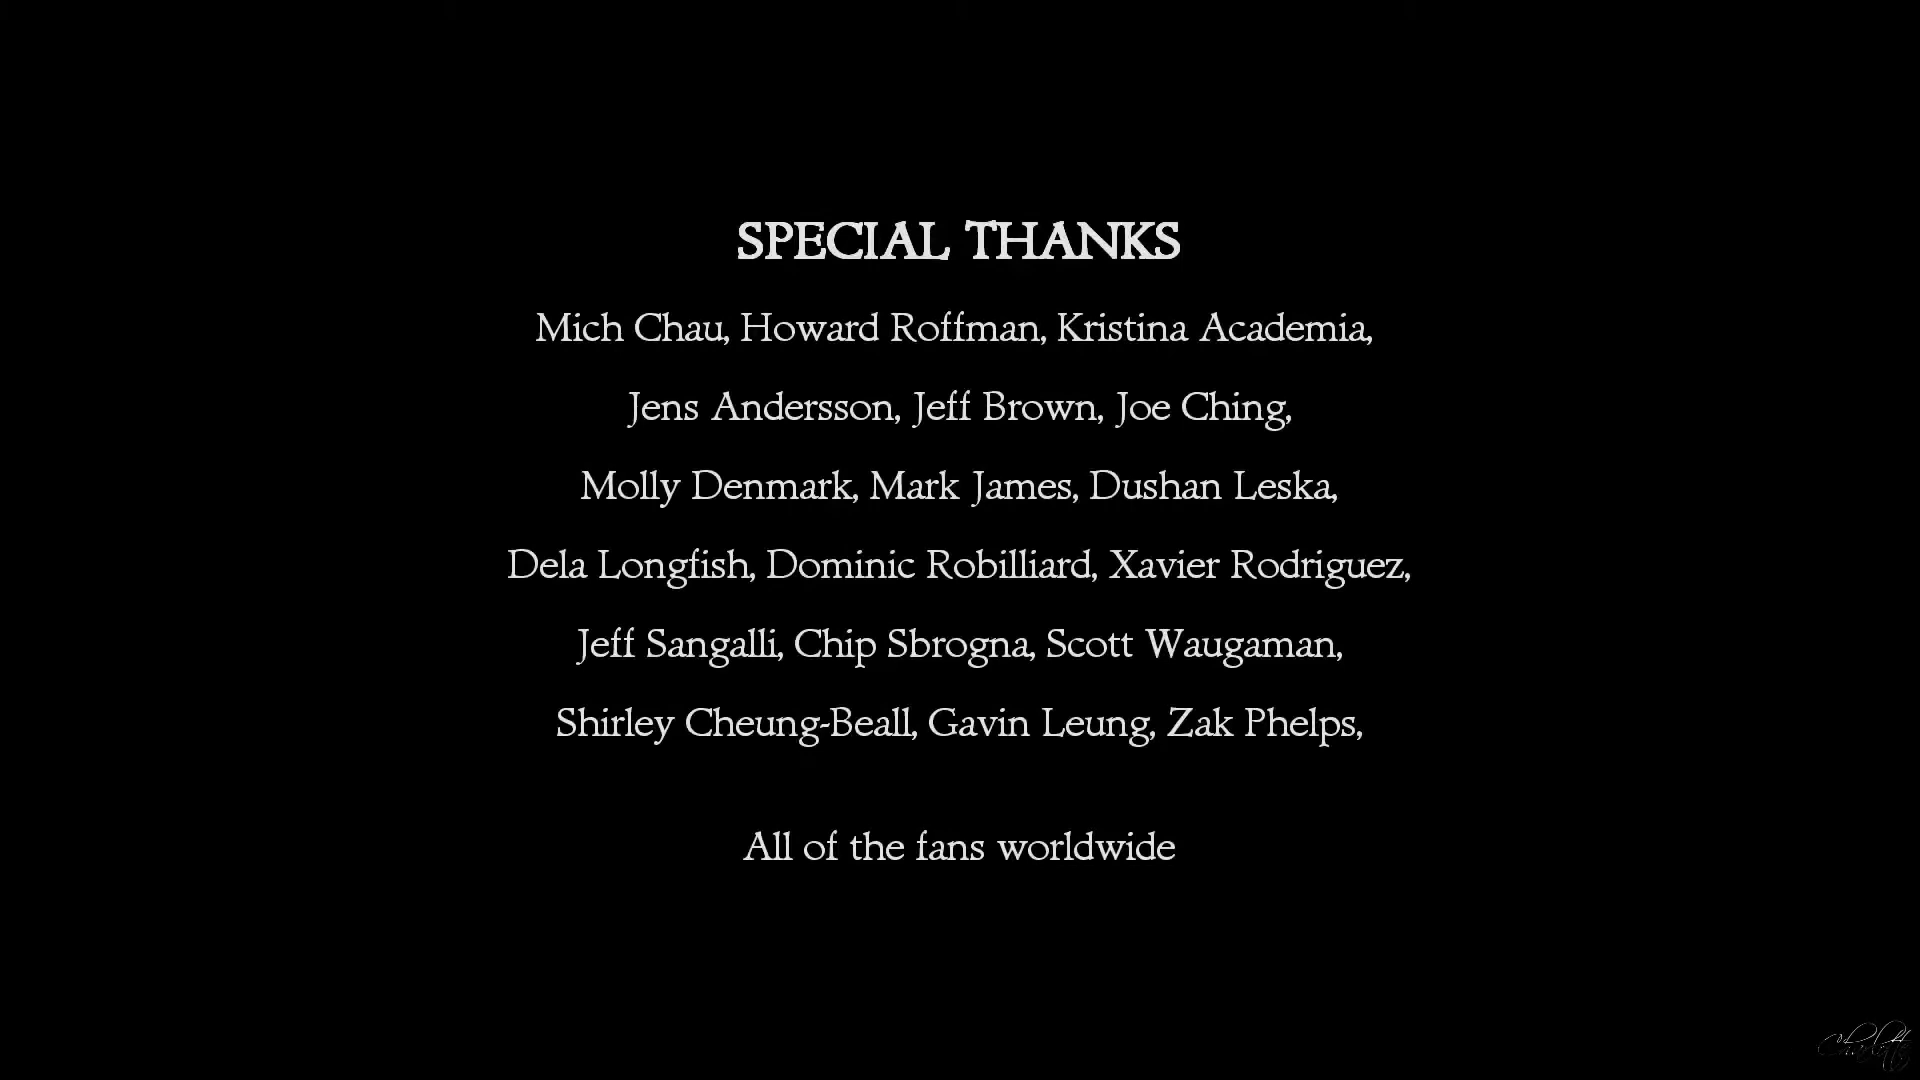 SPECIAL THANKS
Mich Chau, Howard Roffman, Kristina Academia,
Jens Andersson, Jeff Brown, Joe Ching,
Molly Denmark, Mark James, Dushan Leska,
Dela Longfish, Dominic Robilliard, Xavier Rodriguez,
Jeff Sangalli, Chip Sbrogna, Scott Waugaman,
Shirley Cheung-Beall, Gavin Leung, Zak Phelps,
All of the fans worldwide